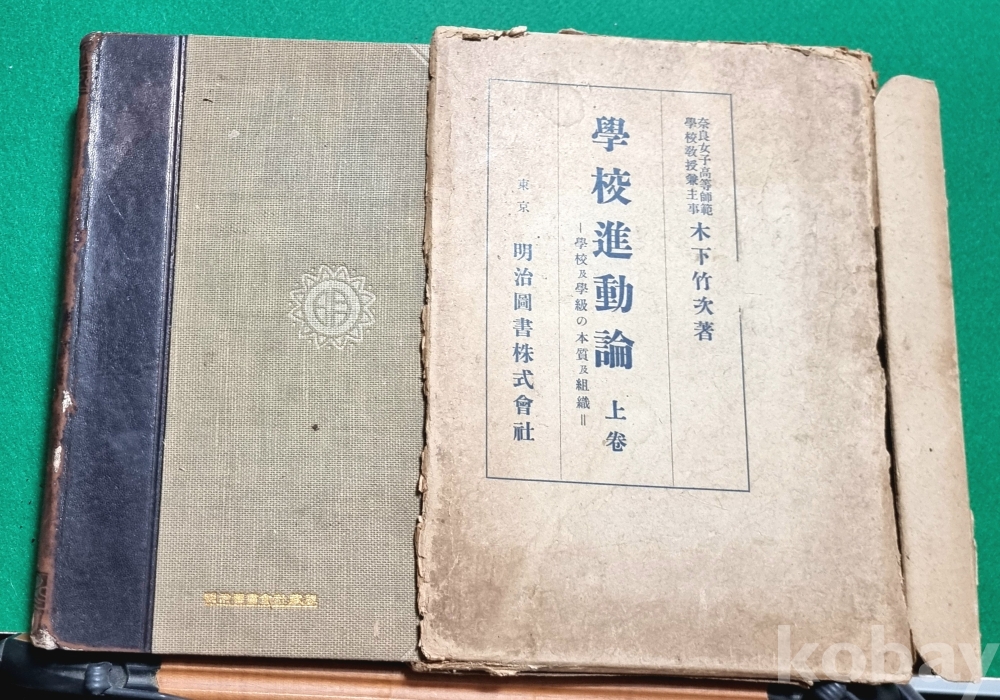 奈良女子高等師範
學校敎授兼主事
木下竹次著
學校進動論 上卷
―學校及學級の本質及組織＝
東京 明治圖書株式會社
kobay